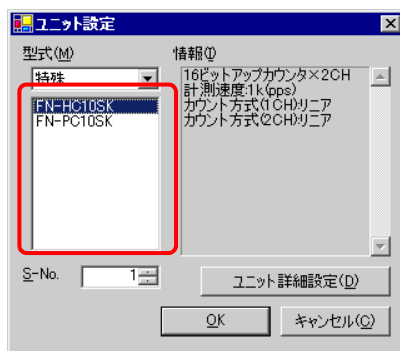 ユニット設定
型式(M)
情報(I)
特殊
16ビットアップカウンタ×2CH
計測速度:1k(pps)
カウント方式(1CH):リニア
カウント方式(2CH):リニア
FN-HC10SK
FN-PC10SK
S-No.
1
ユニット詳細設定(D)
OK
キャンセル(C)